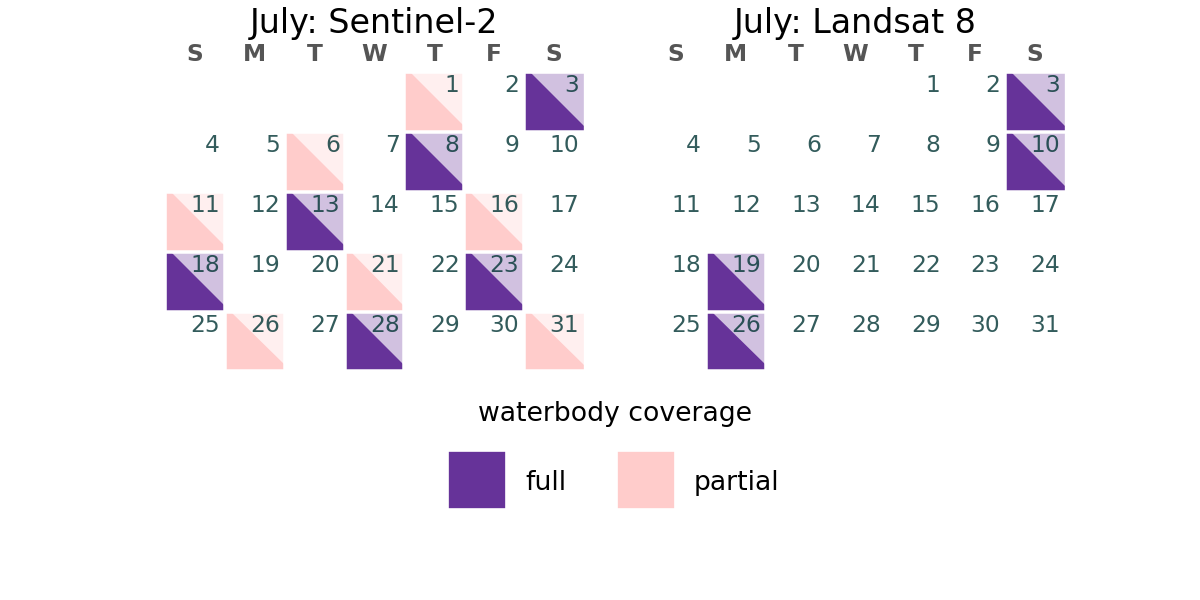 July: Sentinel-2
S M T W T F S
1 2 3
4 5 6 7 8 9 10
11 12 13 14 15 16 17
18 19 20 21 22 23 24
25 26 27 28 29 30 31
July: Landsat 8
S M T W T F S
1 2 3
4 5 6 7 8 9 10
11 12 13 14 15 16 17
18 19 20 21 22 23 24
25 26 27 28 29 30 31
waterbody coverage
full partial